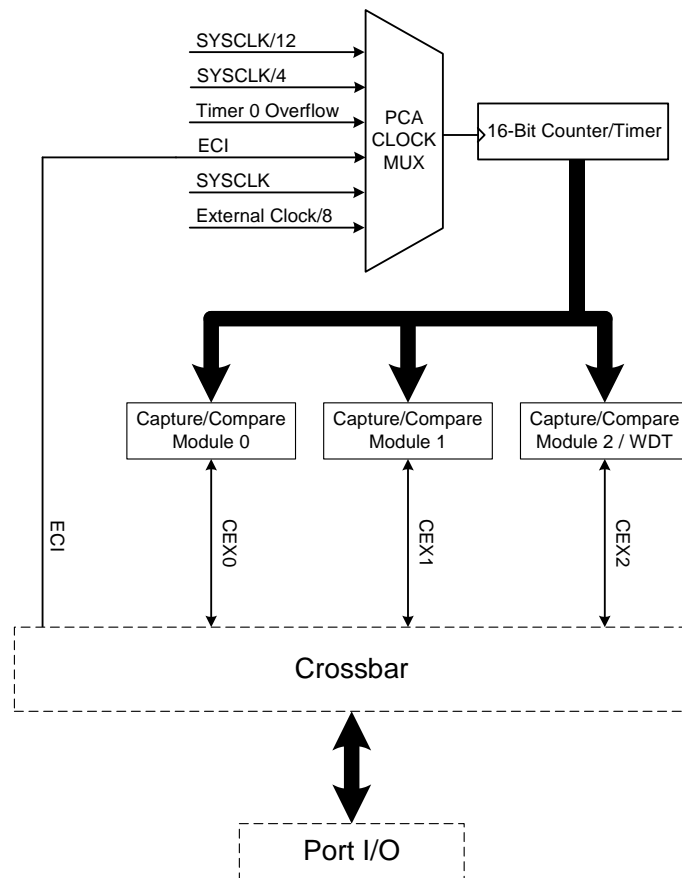 SYSCLK/12
SYSCLK/4
Timer 0 Overflow
ECI
SYSCLK
External Clock/8
PCA
CLOCK
MUX
16-Bit Counter/Timer
Capture/Compare
Module 0
Capture/Compare
Module 1
Capture/Compare
Module 2 / WDT
ECI
CEX0
CEX1
CEX2
Crossbar
Port I/O